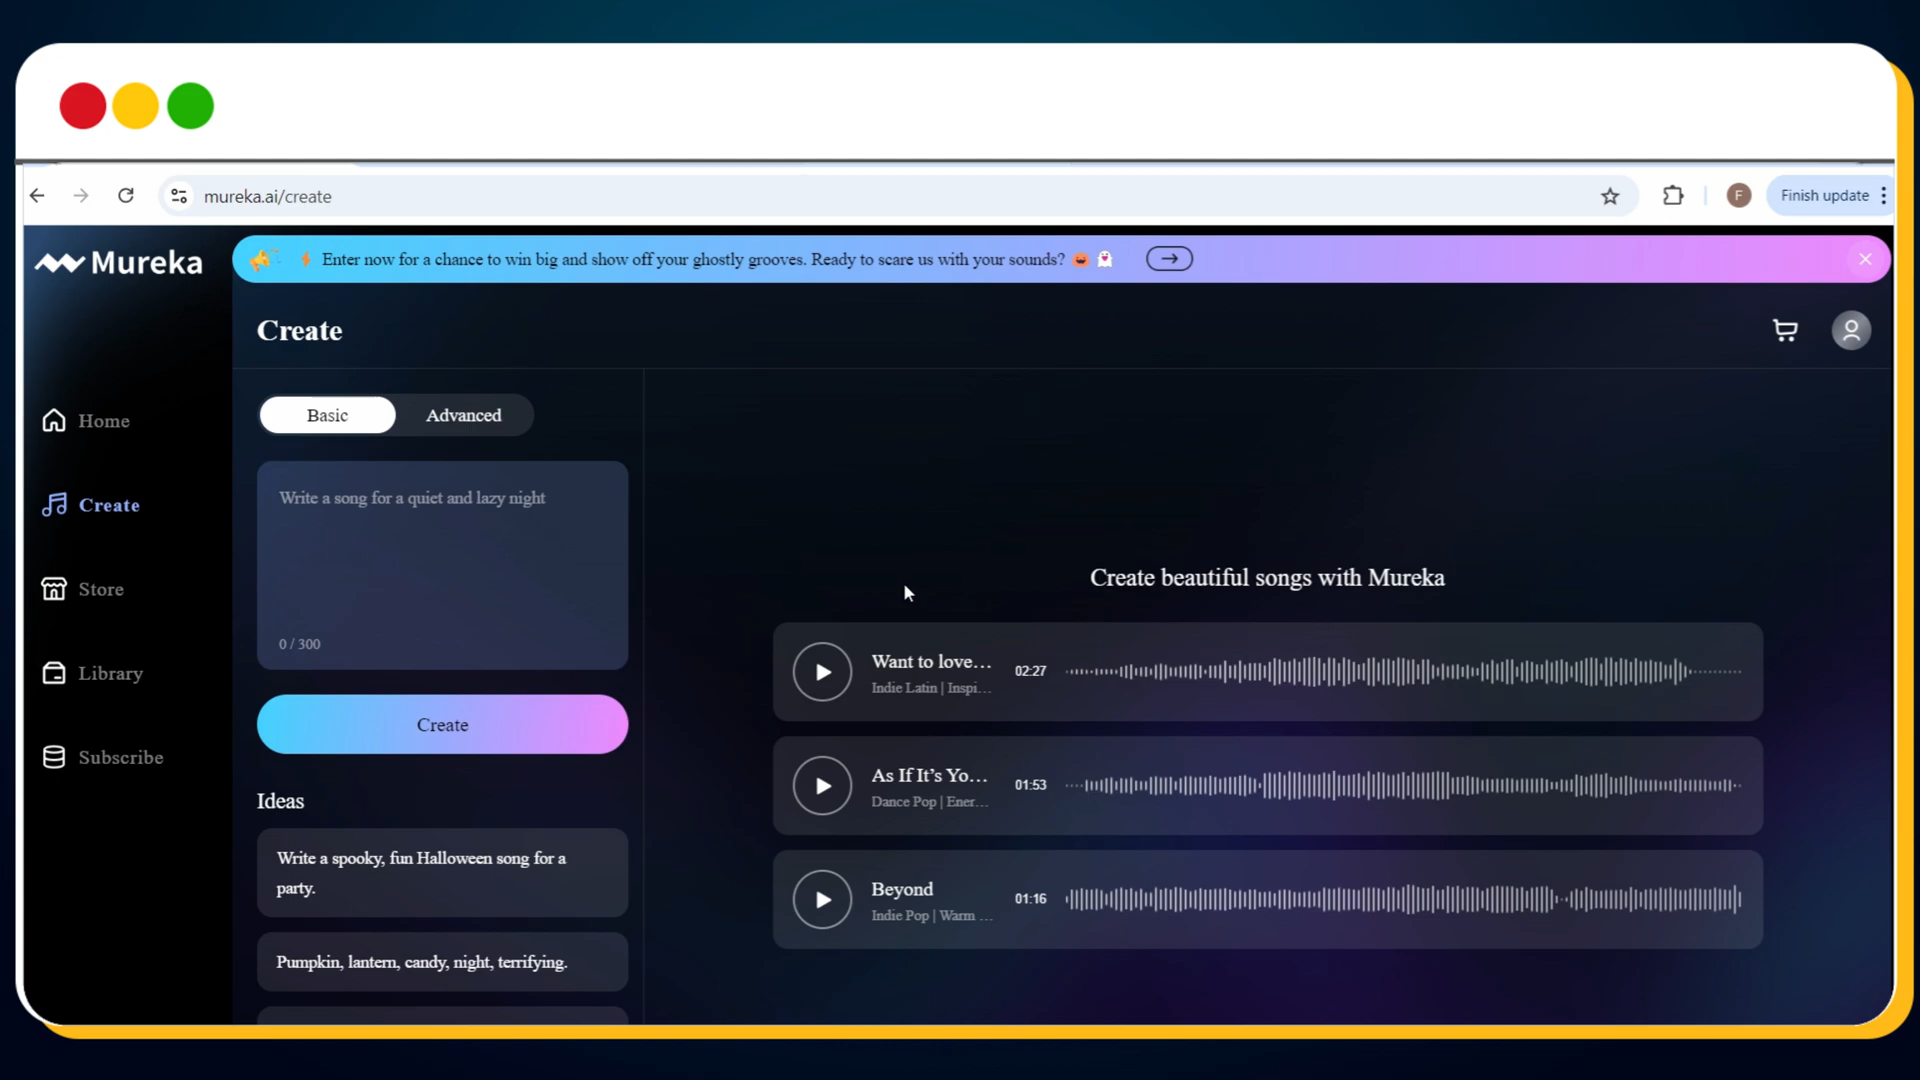 mureka.ai/create
F
Finish update
Mureka
Enter now for a chance to win big and show off your ghostly grooves. Ready to scare us with your sounds?
Create
Home
Create
Store
Library
Subscribe
Basic
Advanced
Write a song for a quiet and lazy night
0 / 300
Create
Ideas
Write a spooky, fun Halloween song for a
party.
Pumpkin, lantern, candy, night, terrifying.
Create beautiful songs with Mureka
Want to love...
02:27
Indie Latin | Inspi...
As If It’s Yo...
01:53
Dance Pop | Ener...
Beyond
01:16
Indie Pop | Warm ...